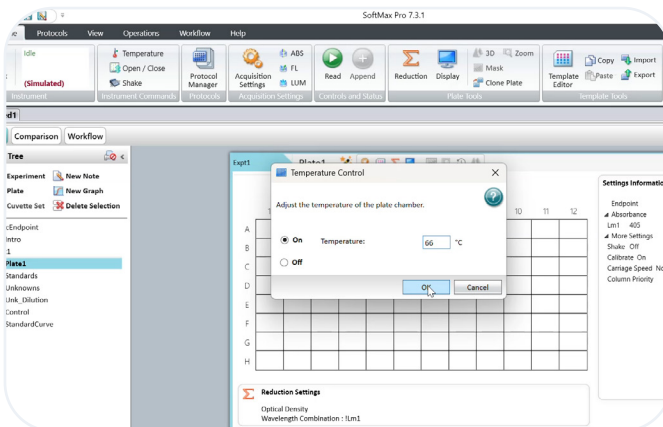 SoftMax Pro 7.3.1
Protocols View Operations Workflow Help
Idle
(Simulated)
Instrument
Temperature
Open / Close
Shake
Instrument Commands
Protocol
Manager
Protocols
Acquisition
Settings
ABS
FL
LUM
Acquisition Settings
Read Append
Controls and Status
Reduction Display
3D Zoom
Mask
Clone Plate
Plate Tools
Template
Editor
Copy Import
Paste Export
Template Tools
Comparison Workflow
Tree
Experiment New Note
Plate New Graph
Cuvette Set Delete Selection
Plate1
Standards
Unknowns
Unk_Dilution
Control
StandardCurve
Expt1
Plate1
Temperature Control
Adjust the temperature of the plate chamber.
On Temperature: 66 °C
Off
OK Cancel
10 11 12
A
B
C
D
E
F
G
H
Settings Informatic
Endpoint
Absorbance
Lm1 405
More Settings
Shake Off
Calibrate On
Carriage Speed No
Column Priority
Reduction Settings
Optical Density
Wavelength Combination : !Lm1